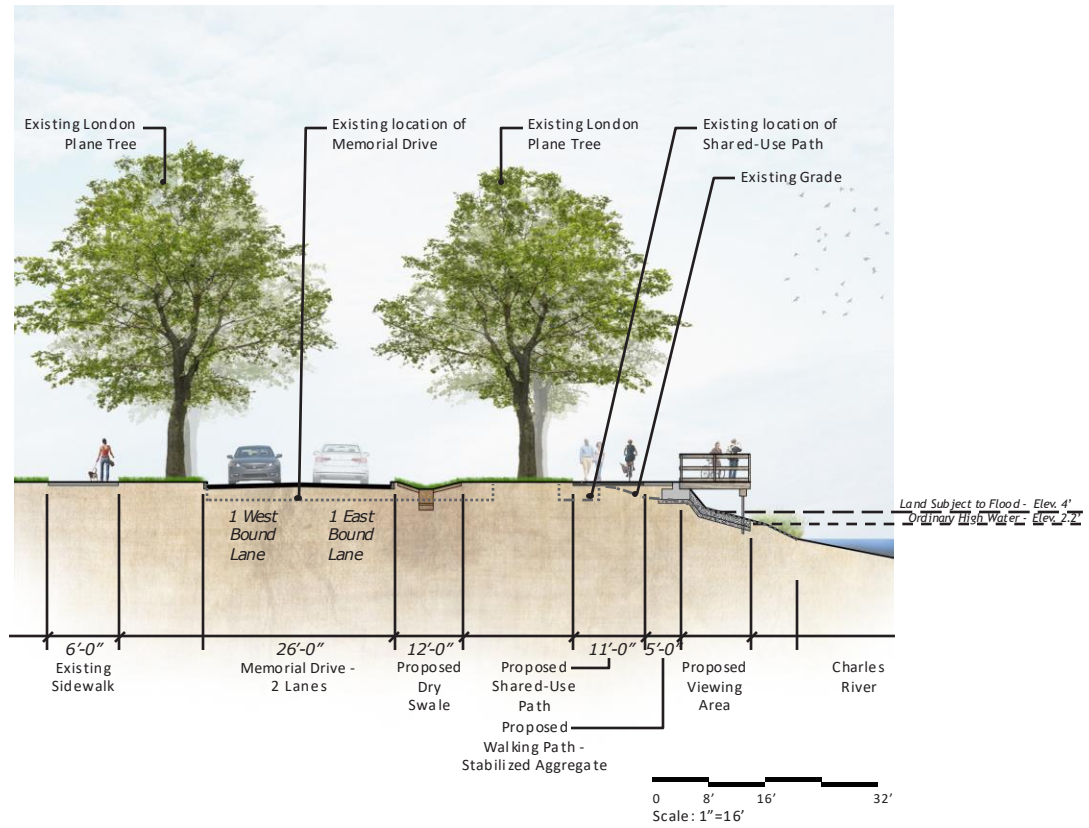 Existing London
Plane Tree
Existing location of
Memorial Drive
Existing London
Plane Tree
Existing location of
Shared-Use Path
Existing Grade
Land Subject to Flood - Elev. 4'
Ordinary High Water - Elev. 2.2'
1 West
Bound
Lane
1 East
Bound
Lane
6'-0"
Existing
Sidewalk
26'-0"
Memorial Drive -
2 Lanes
12'-0"
Proposed
Dry
Swale
11'-0"
Proposed
Shared-Use
Path
5'-0"
Proposed
Walking Path -
Stabilized Aggregate
Proposed
Viewing
Area
Charles
River
0 8' 16' 32'
Scale: 1"=16'